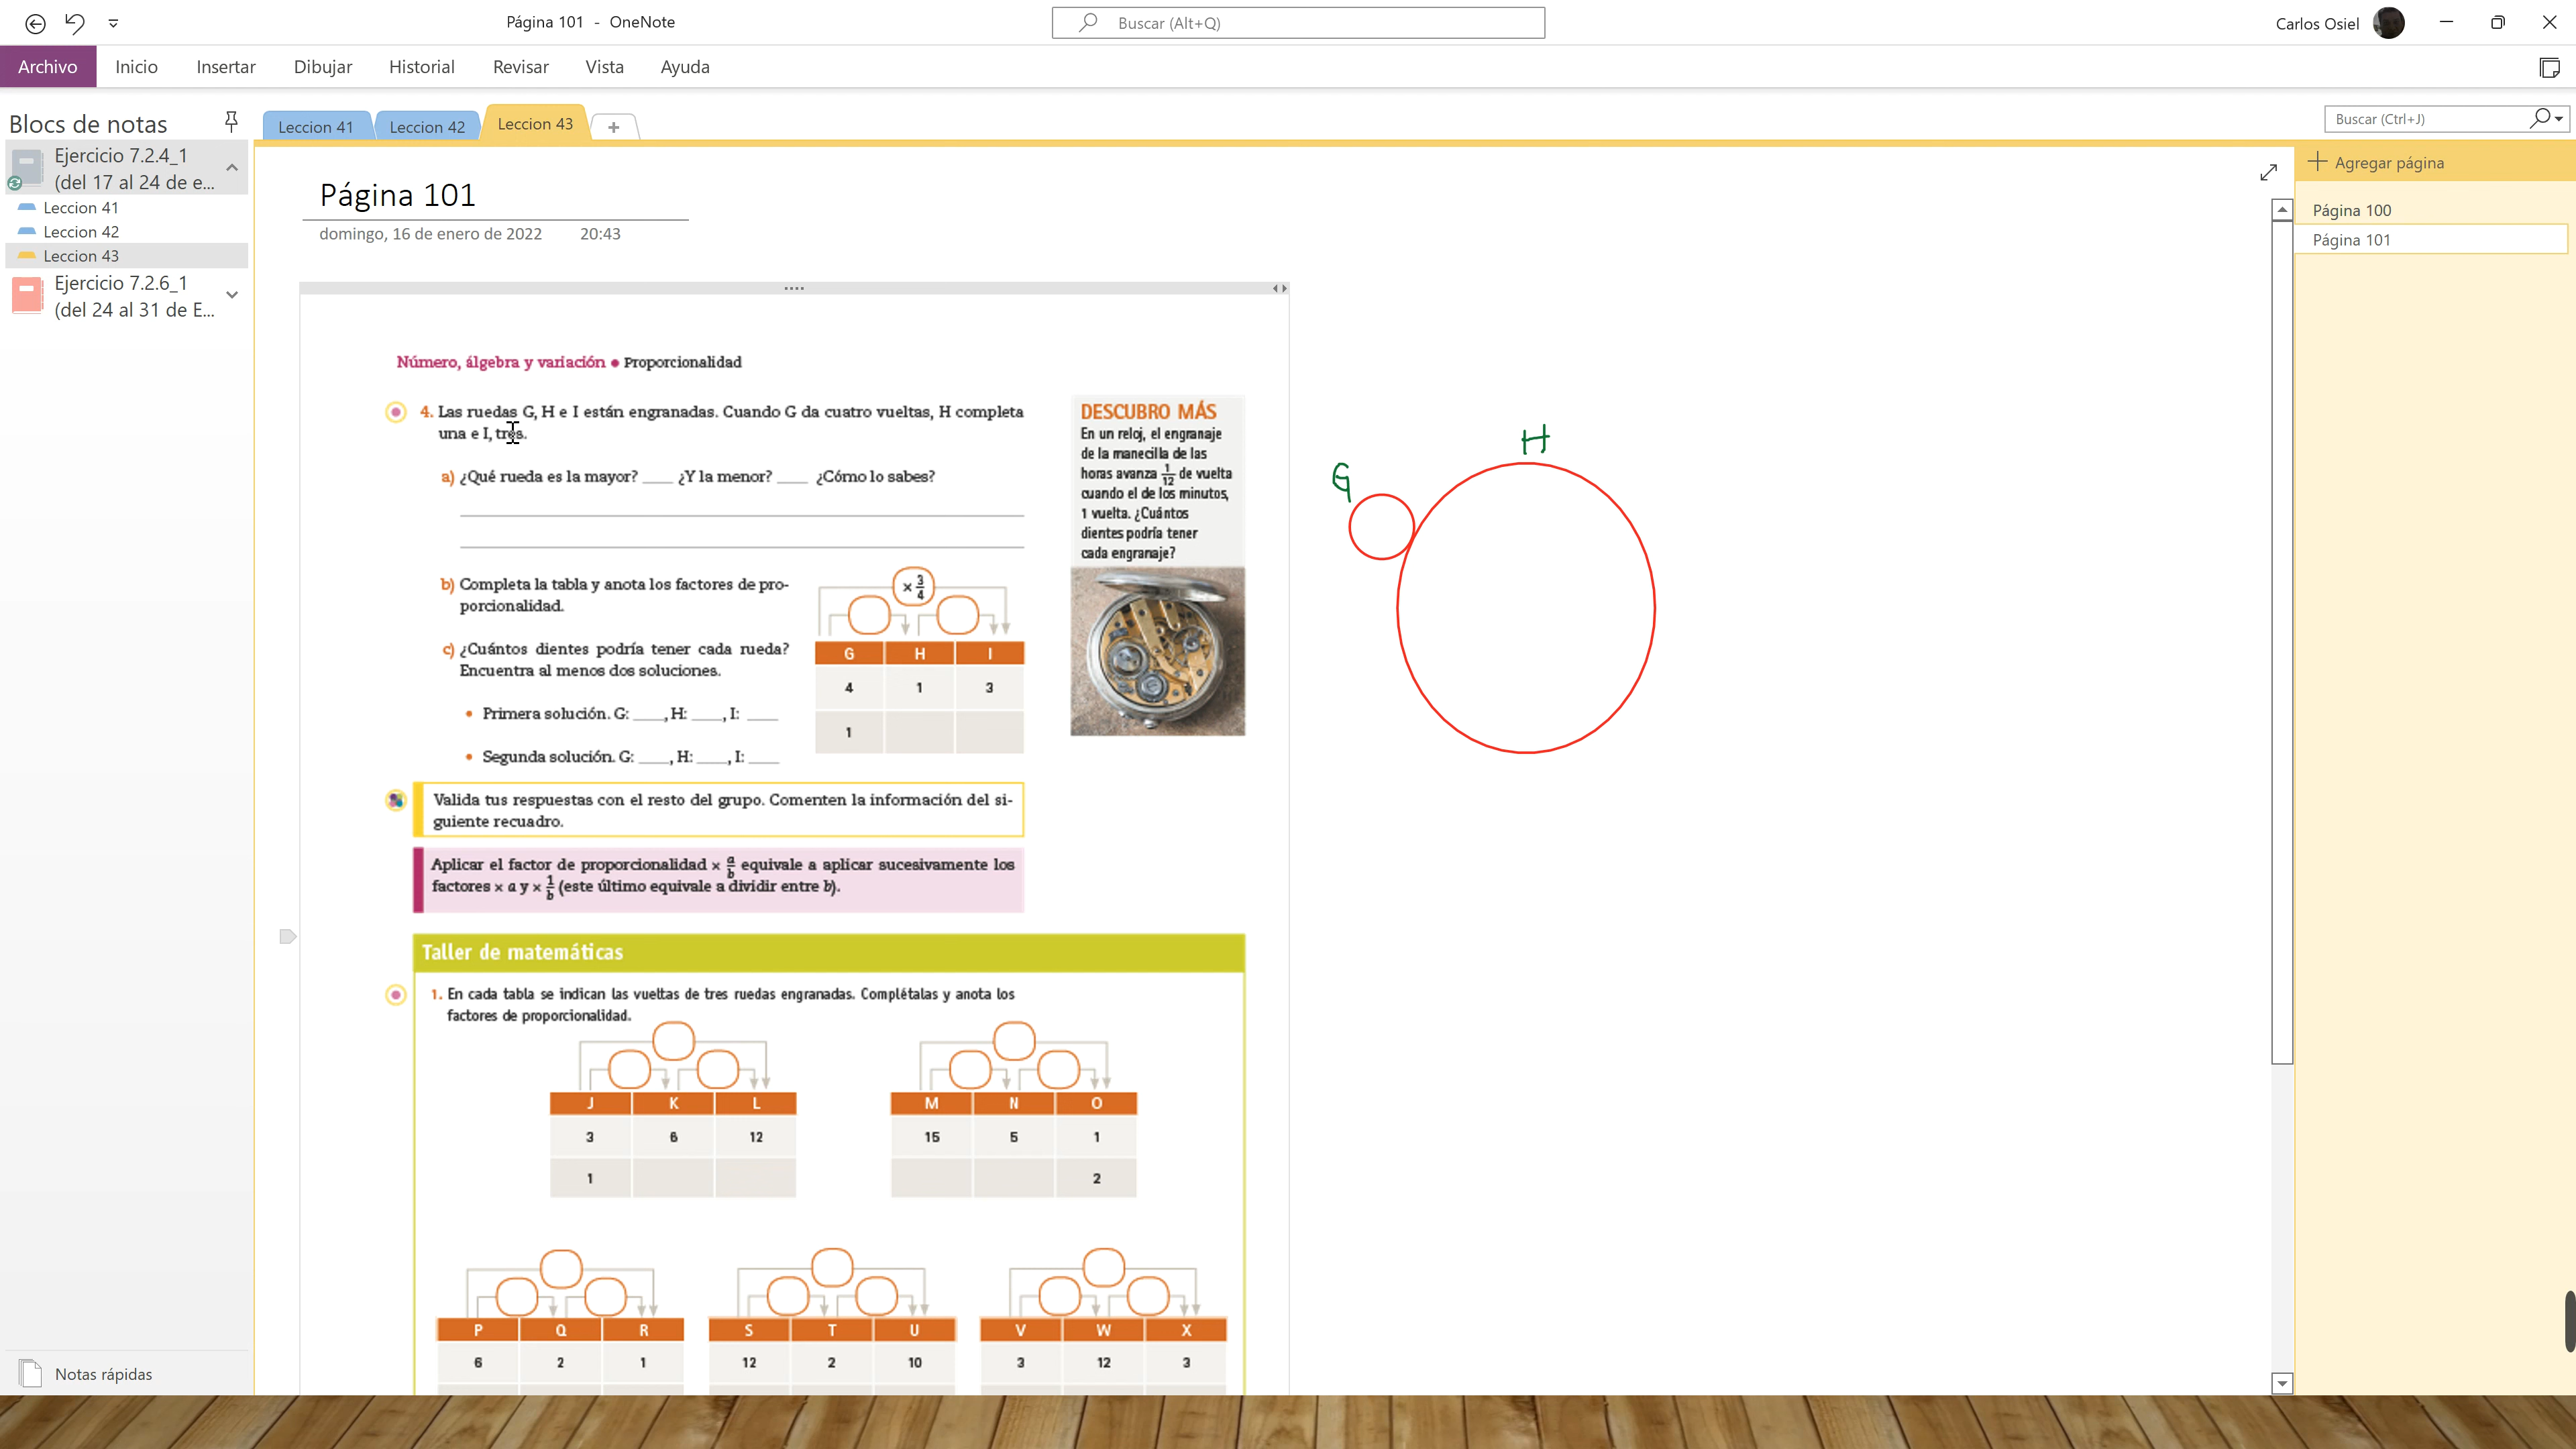 Página 101 - OneNote
Buscar (Alt+Q)
Carlos Osiel
Archivo Inicio Insertar Dibujar Historial Revisar Vista Ayuda
Blocs de notas
Leccion 41 Leccion 42 Leccion 43
Buscar (Ctrl+J)
Ejercicio 7.2.4_1
(del 17 al 24 de e...
Leccion 41
Leccion 42
Leccion 43
Ejercicio 7.2.6_1
(del 24 al 31 de E...
Notas rápidas
Agregar página
Página 100
Página 101
Página 101
domingo, 16 de enero de 2022 20:43
Número, álgebra y variación • Proporcionalidad
4. Las ruedas G, H e I están engranadas. Cuando G da cuatro vueltas, H completa
una e I, tres.
a) ¿Qué rueda es la mayor? ____ ¿Y la menor? ____ ¿Cómo lo sabes?
b) Completa la tabla y anota los factores de pro-
porcionalidad.
c) ¿Cuántos dientes podría tener cada rueda?
Encuentra al menos dos soluciones.
• Primera solución. G: ____, H: ____, I: ____
• Segunda solución. G: ____, H: ____, I: ____
× 3/4
G H I
4 1 3
1
DESCUBRO MÁS
En un reloj, el engranaje
de la manecilla de las
horas avanza 1/12 de vuelta
cuando el de los minutos,
1 vuelta. ¿Cuántos
dientes podría tener
cada engranaje?
G
H
Valida tus respuestas con el resto del grupo. Comenten la información del si-
guiente recuadro.
Aplicar el factor de proporcionalidad × a/b equivale a aplicar sucesivamente los
factores × a y × 1/b (este último equivale a dividir entre b).
Taller de matemáticas
1. En cada tabla se indican las vueltas de tres ruedas engranadas. Complétalas y anota los
factores de proporcionalidad.
J K L
3 6 12
1
M N O
15 5 1
2
P Q R
6 2 1
S T U
12 2 10
V W X
3 12 3